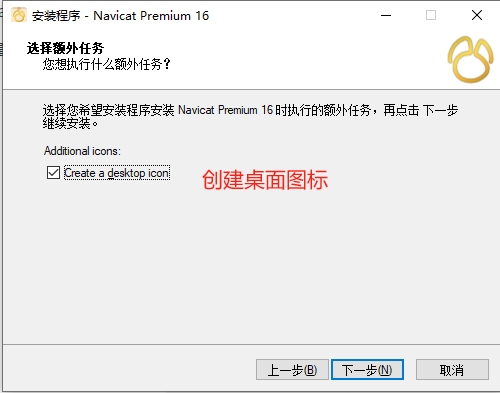 安装程序 - Navicat Premium 16
选择额外任务
您想执行什么额外任务？
选择您希望安装程序安装 Navicat Premium 16 时执行的额外任务，再点击 下一步
继续安装。
Additional icons:
Create a desktop icon
创建桌面图标
上一步(B)
下一步(N)
取消